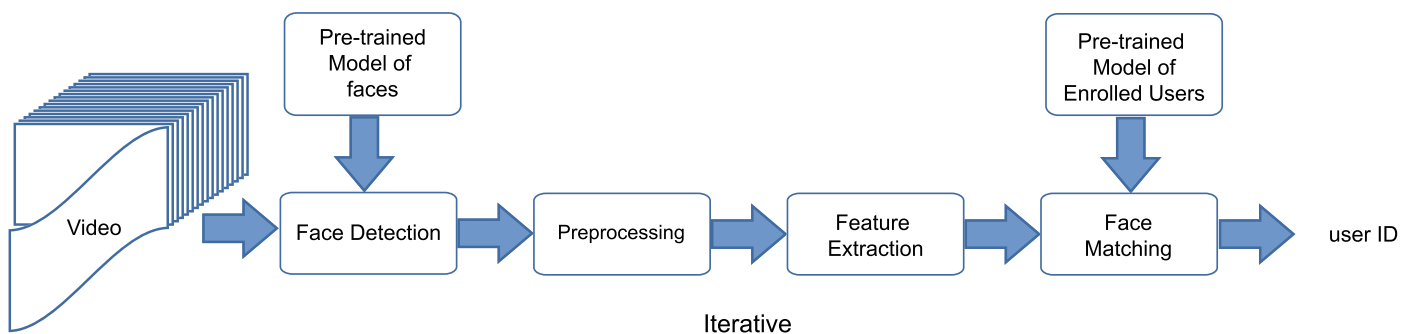 Pre-trained
Model of
faces
Pre-trained
Model of
Enrolled Users
Video
Face Detection
Preprocessing
Feature
Extraction
Face
Matching
user ID
Iterative